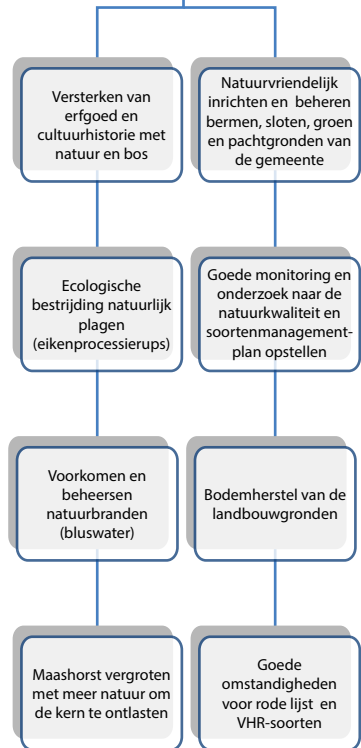 Versterken van
erfgoed en
cultuurhistorie met
natuur en bos
Natuurvriendelijk
inrichten en beheren
bermen, sloten, groen
en pachtgronden van
de gemeente
Ecologische
bestrijding natuurlijk
plagen
(eikenprocessierups)
Goede monitoring en
onderzoek naar de
natuurkwaliteit en
soortenmanagement-
plan opstellen
Voorkomen en
beheersen
natuurbranden
(bluswater)
Bodemherstel van de
landbouwgronden
Maashorst vergroten
met meer natuur om
de kern te ontlasten
Goede
omstandigheden
voor rode lijst en
VHR-soorten